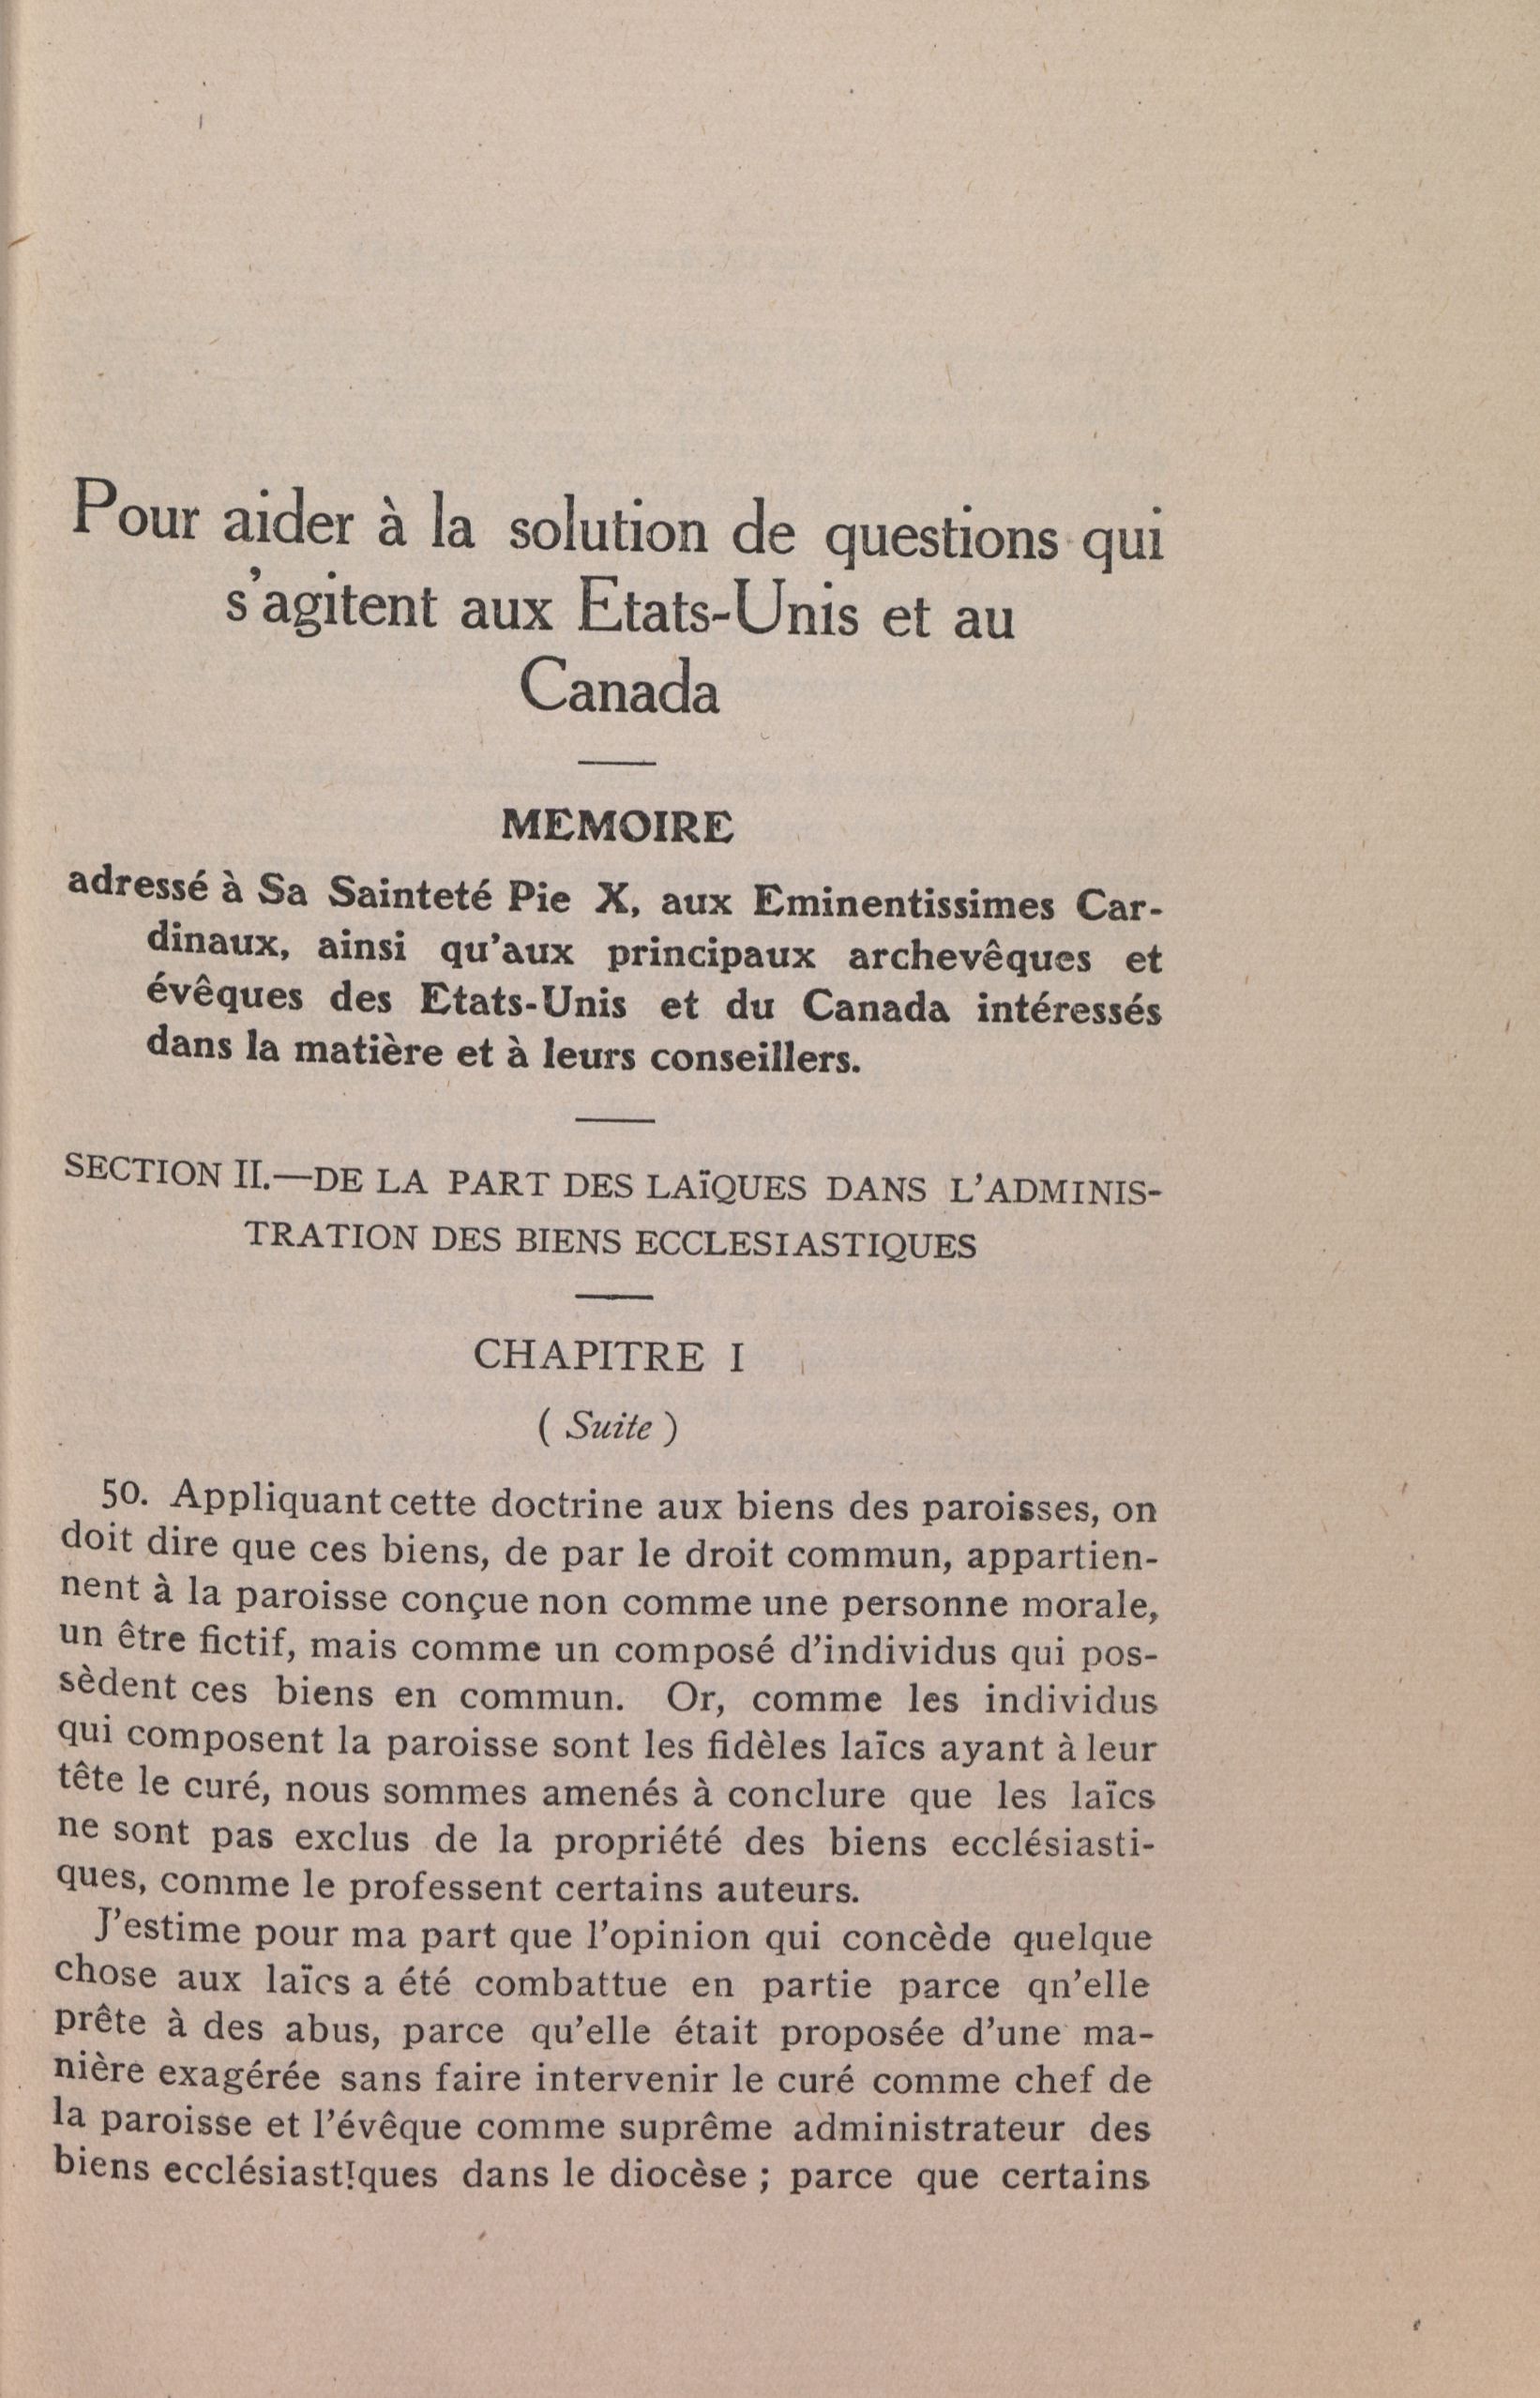 Pour aider à la solution de questions qui
s'agitent aux Etats-Unis et au
Canada
MEMOIRE
adressé à Sa Sainteté Pie X, aux Eminentissimes Car-
dinaux, ainsi qu'aux principaux archevêques et
évêques des Etats-Unis et du Canada intéressés
dans la matière et à leurs conseillers.
SECTION II.—DE LA PART DES LAÏQUES DANS L'ADMINIS-
TRATION DES BIENS ECCLESIASTIQUES
CHAPITRE I
( Suite )
50. Appliquant cette doctrine aux biens des paroisses, on
doit dire que ces biens, de par le droit commun, appartien-
nent à la paroisse conçue non comme une personne morale,
un être fictif, mais comme un composé d'individus qui pos-
sèdent ces biens en commun. Or, comme les individus
qui composent la paroisse sont les fidèles laïcs ayant à leur
tête le curé, nous sommes amenés à conclure que les laïcs
ne sont pas exclus de la propriété des biens ecclésiasti-
ques, comme le professent certains auteurs.
J'estime pour ma part que l'opinion qui concède quelque
chose aux laïcs a été combattue en partie parce qn'elle
prête à des abus, parce qu'elle était proposée d'une ma-
nière exagérée sans faire intervenir le curé comme chef de
la paroisse et l'évêque comme suprême administrateur des
biens ecclésiastiques dans le diocèse ; parce que certains